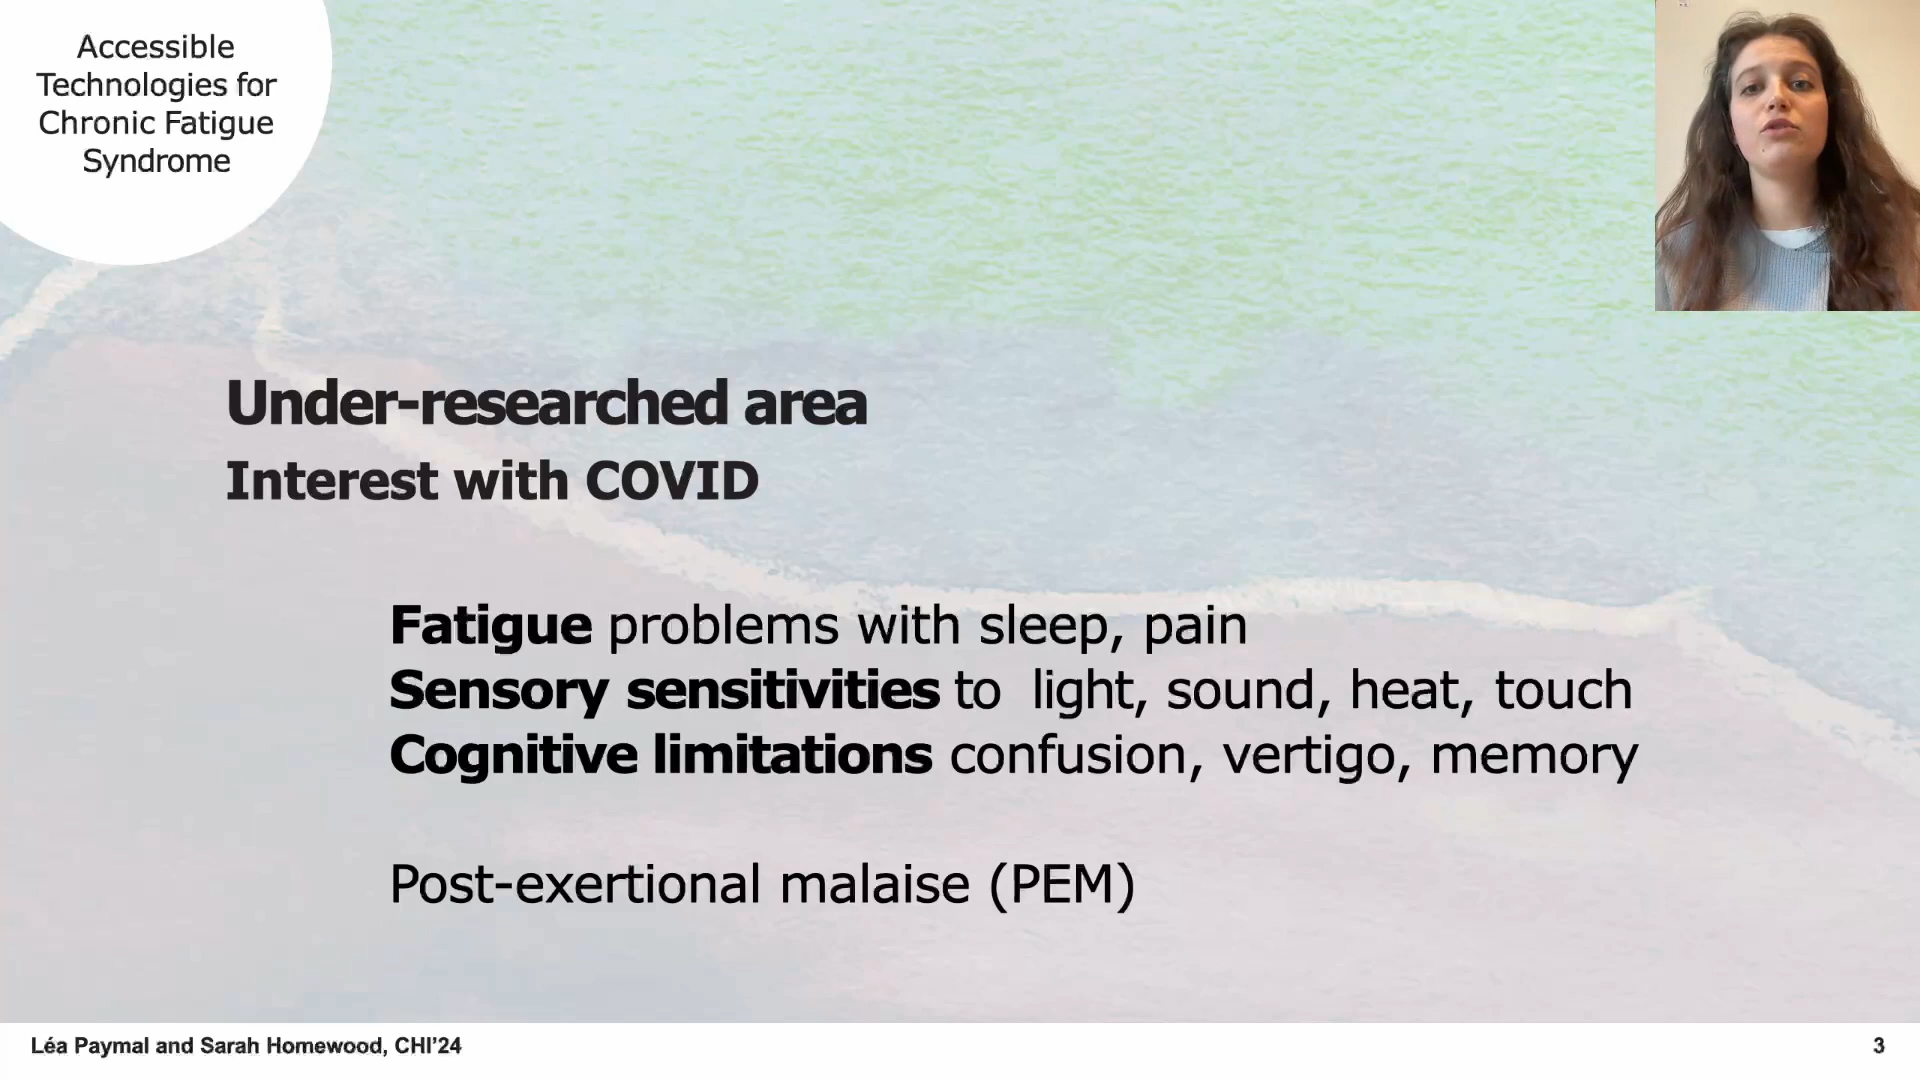 Accessible
Technologies for
Chronic Fatigue
Syndrome
Under-researched area
Interest with COVID
Fatigue problems with sleep, pain
Sensory sensitivities to light, sound, heat, touch
Cognitive limitations confusion, vertigo, memory
Post-exertional malaise (PEM)
Léa Paymal and Sarah Homewood, CHI'24
3